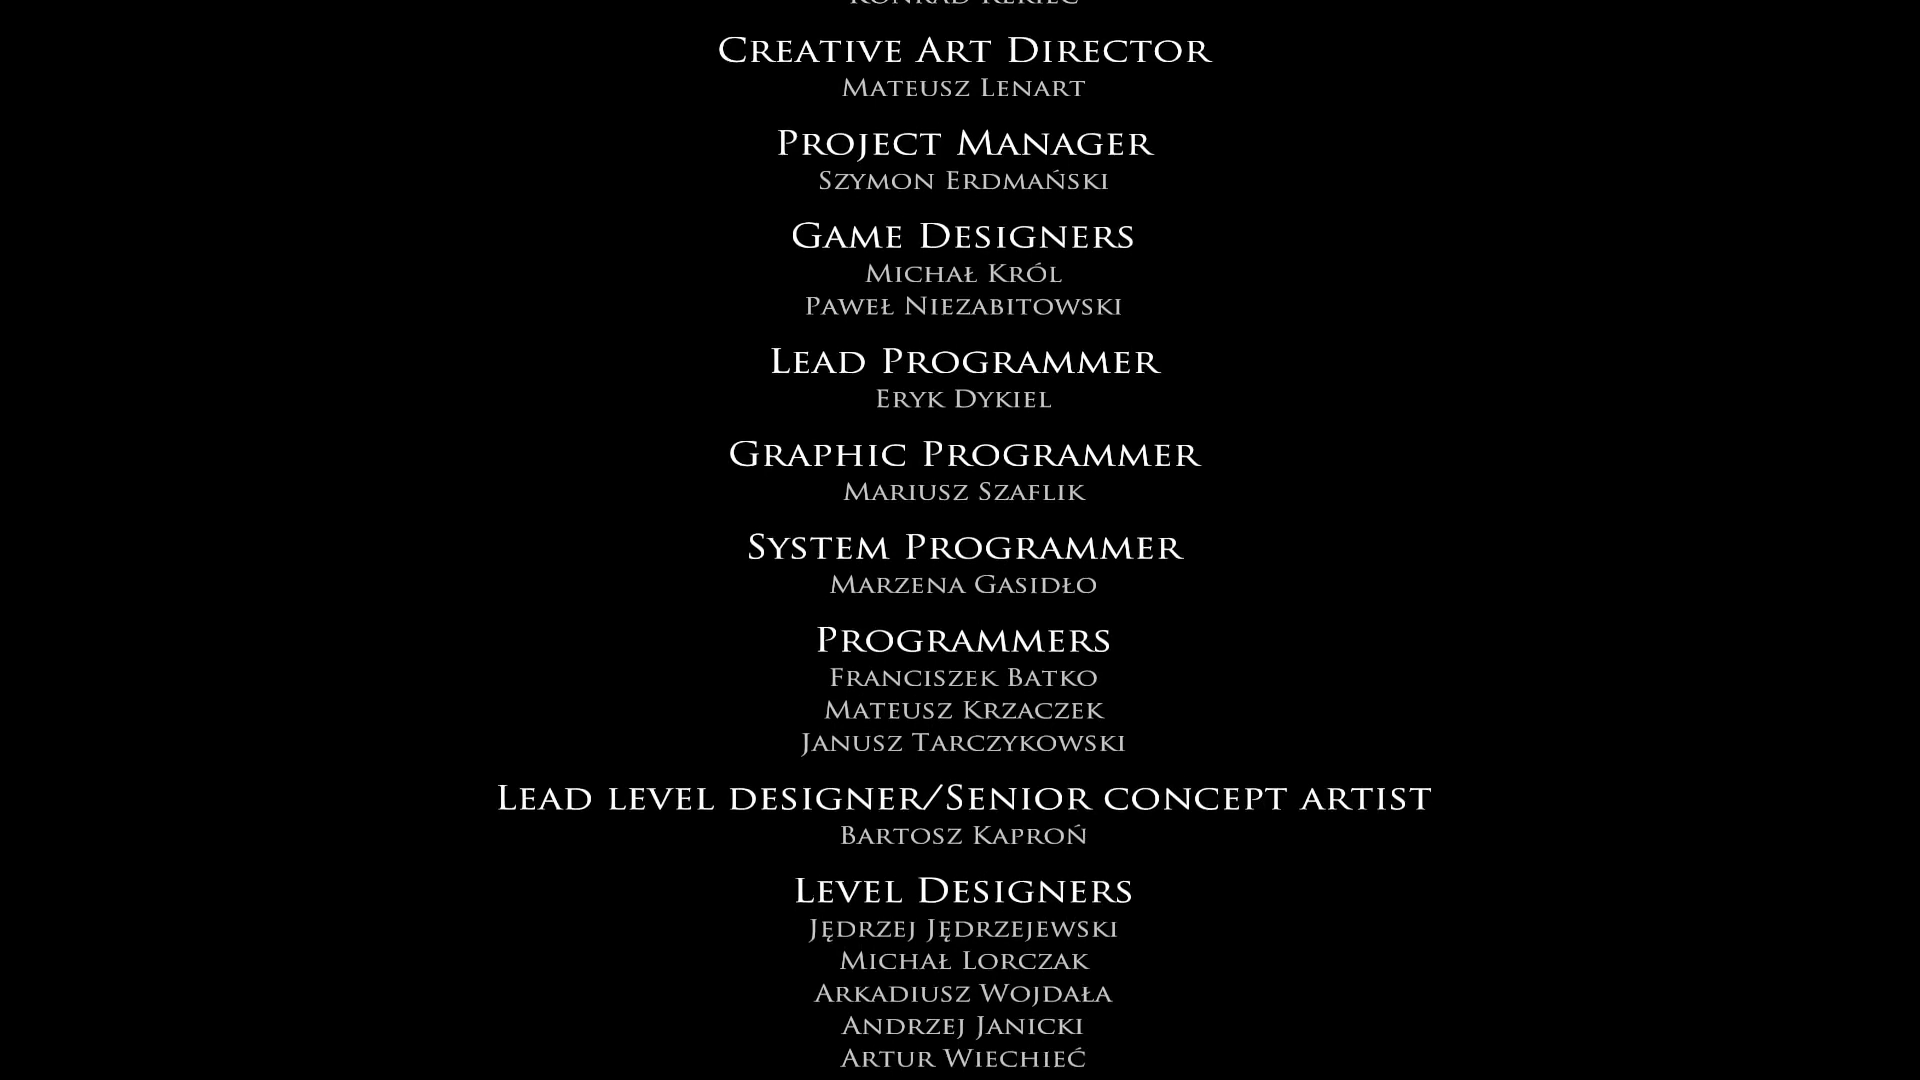 Creative Art Director
Mateusz Lenart
Project Manager
Szymon Erdmański
Game Designers
Michał Król
Paweł Niezabitowski
Lead Programmer
Eryk Dykiel
Graphic Programmer
Mariusz Szaflik
System Programmer
Marzena Gasidło
Programmers
Franciszek Batko
Mateusz Krzaczek
Janusz Tarczykowski
Lead level designer/Senior concept artist
Bartosz Kaproń
Level Designers
Jędrzej Jędrzejewski
Michał Lorczak
Arkadiusz Wojdała
Andrzej Janicki
Artur Wiechieć